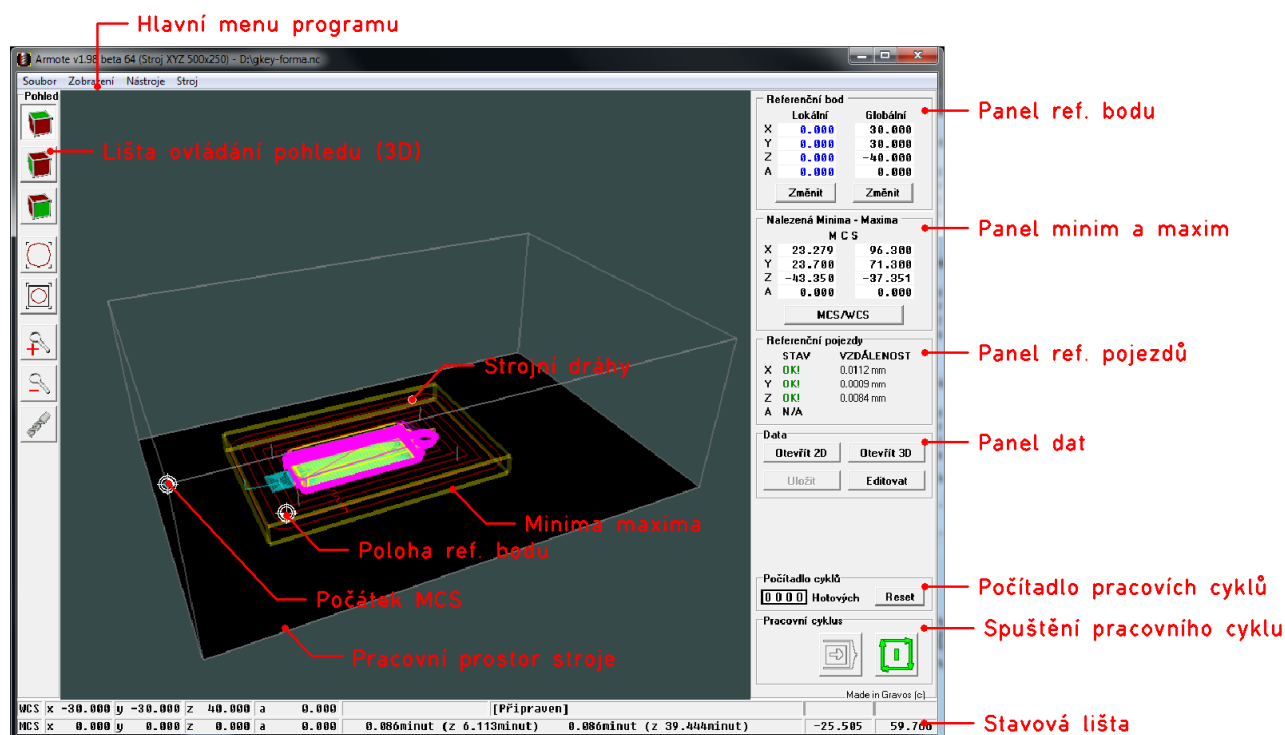 Hlavní menu programu
Armote v1.98 beta 64 (Stroj XYZ 500x250) - D:\gkey-forma.nc
Soubor Zobrazení Nástroje Stroj
Pohled
Lišta ovládání pohledu (3D)
Strojní dráhy
Minima maxima
Poloha ref. bodu
Počátek MCS
Pracovní prostor stroje
Referenční bod
Lokální Globální
X 0.000 30.000
Y 0.000 30.000
Z 0.000 -40.000
A 0.000 0.000
Změnit Změnit
Panel ref. bodu
Nalezená Minima - Maxima
M C S
X 23.279 96.300
Y 23.700 71.300
Z -43.350 -37.351
A 0.000 0.000
MCS/WCS
Panel minim a maxim
Referenční pojezdy
STAV VZDÁLENOST
X OK! 0.0112 mm
Y OK! 0.0009 mm
Z OK! 0.0084 mm
A N/A
Panel ref. pojezdů
Data
Otevřít 2D Otevřít 3D
Uložit Editovat
Panel dat
Počítadlo cyklů
0 0 0 0 Hotových Reset
Počítadlo pracovích cyklů
Pracovní cyklus
Spuštění pracovního cyklu
Made in Gravos (c)
WCS x -30.000 y -30.000 z 40.000 a 0.000 [Připraven]
MCS x 0.000 y 0.000 z 0.000 a 0.000 0.086minut (z 6.113minut) 0.086minut (z 39.444minut) -25.505 59.766
Stavová lišta